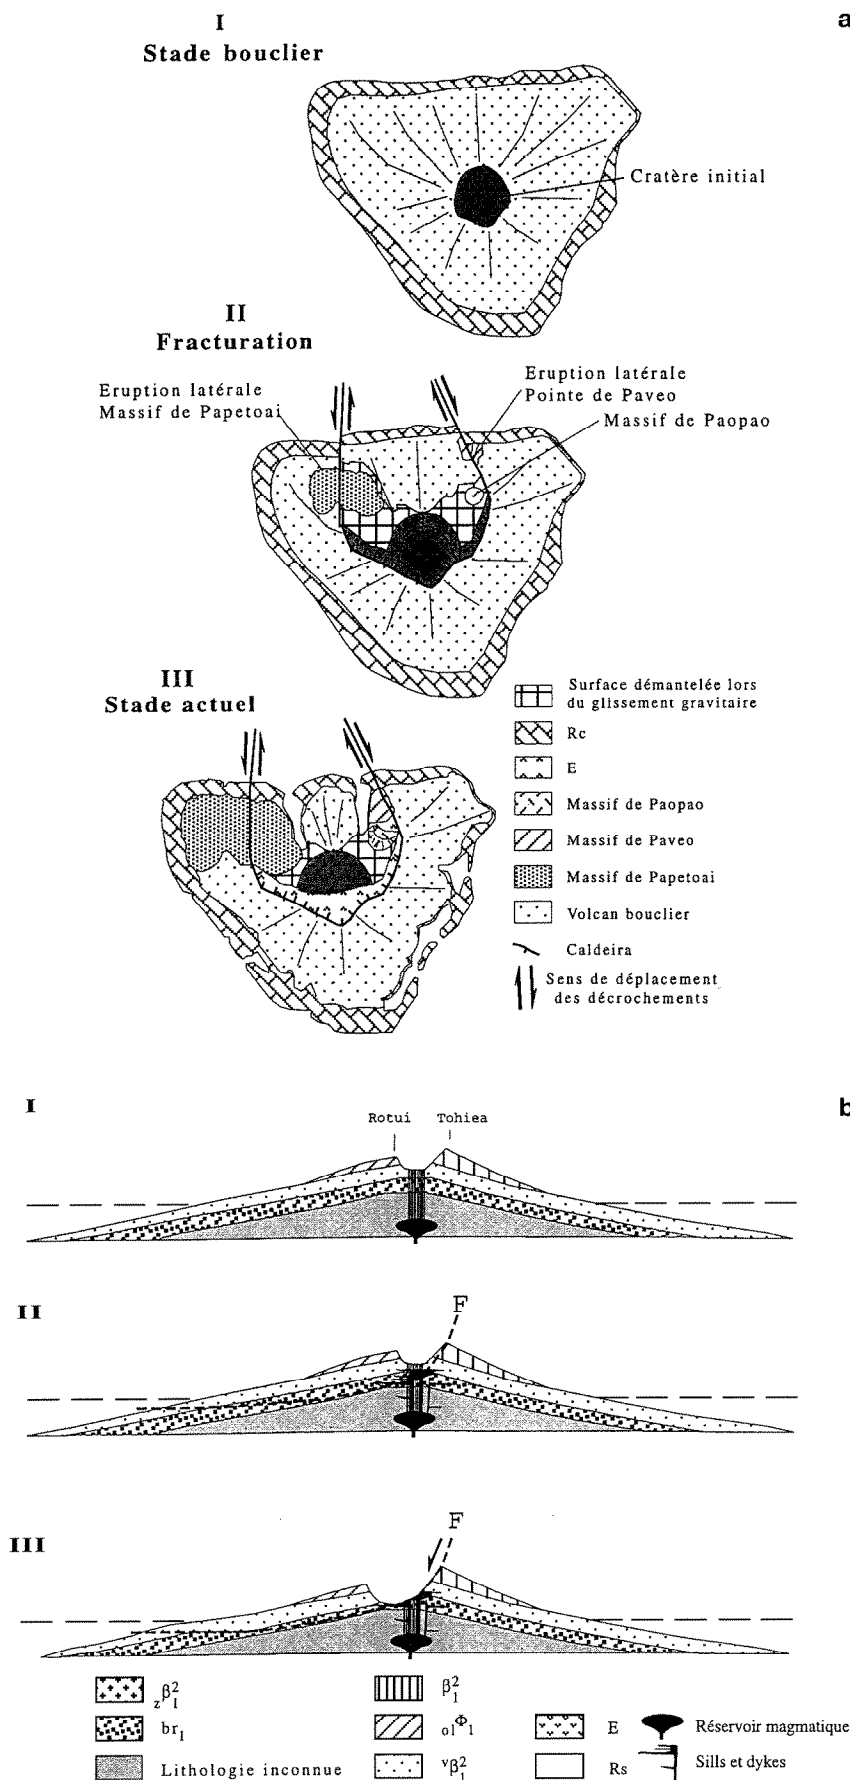 I
a
Stade bouclier
Cratère initial
II
Fracturation
Eruption latérale
Massif de Papetoai
Eruption latérale
Pointe de Paveo
Massif de Paopao
III
Stade actuel
Surface démantelée lors
du glissement gravitaire
Rc
E
Massif de Paopao
Massif de Paveo
Massif de Papetoai
Volcan bouclier
Caldeira
Sens de déplacement
des décrochements
I
b
Rotui Tohiea
II
F
III
F
zβ²₁
br₁
Lithologie inconnue
β²₁
olΦ₁
vβ²₁
E
Rs
Réservoir magmatique
Sills et dykes